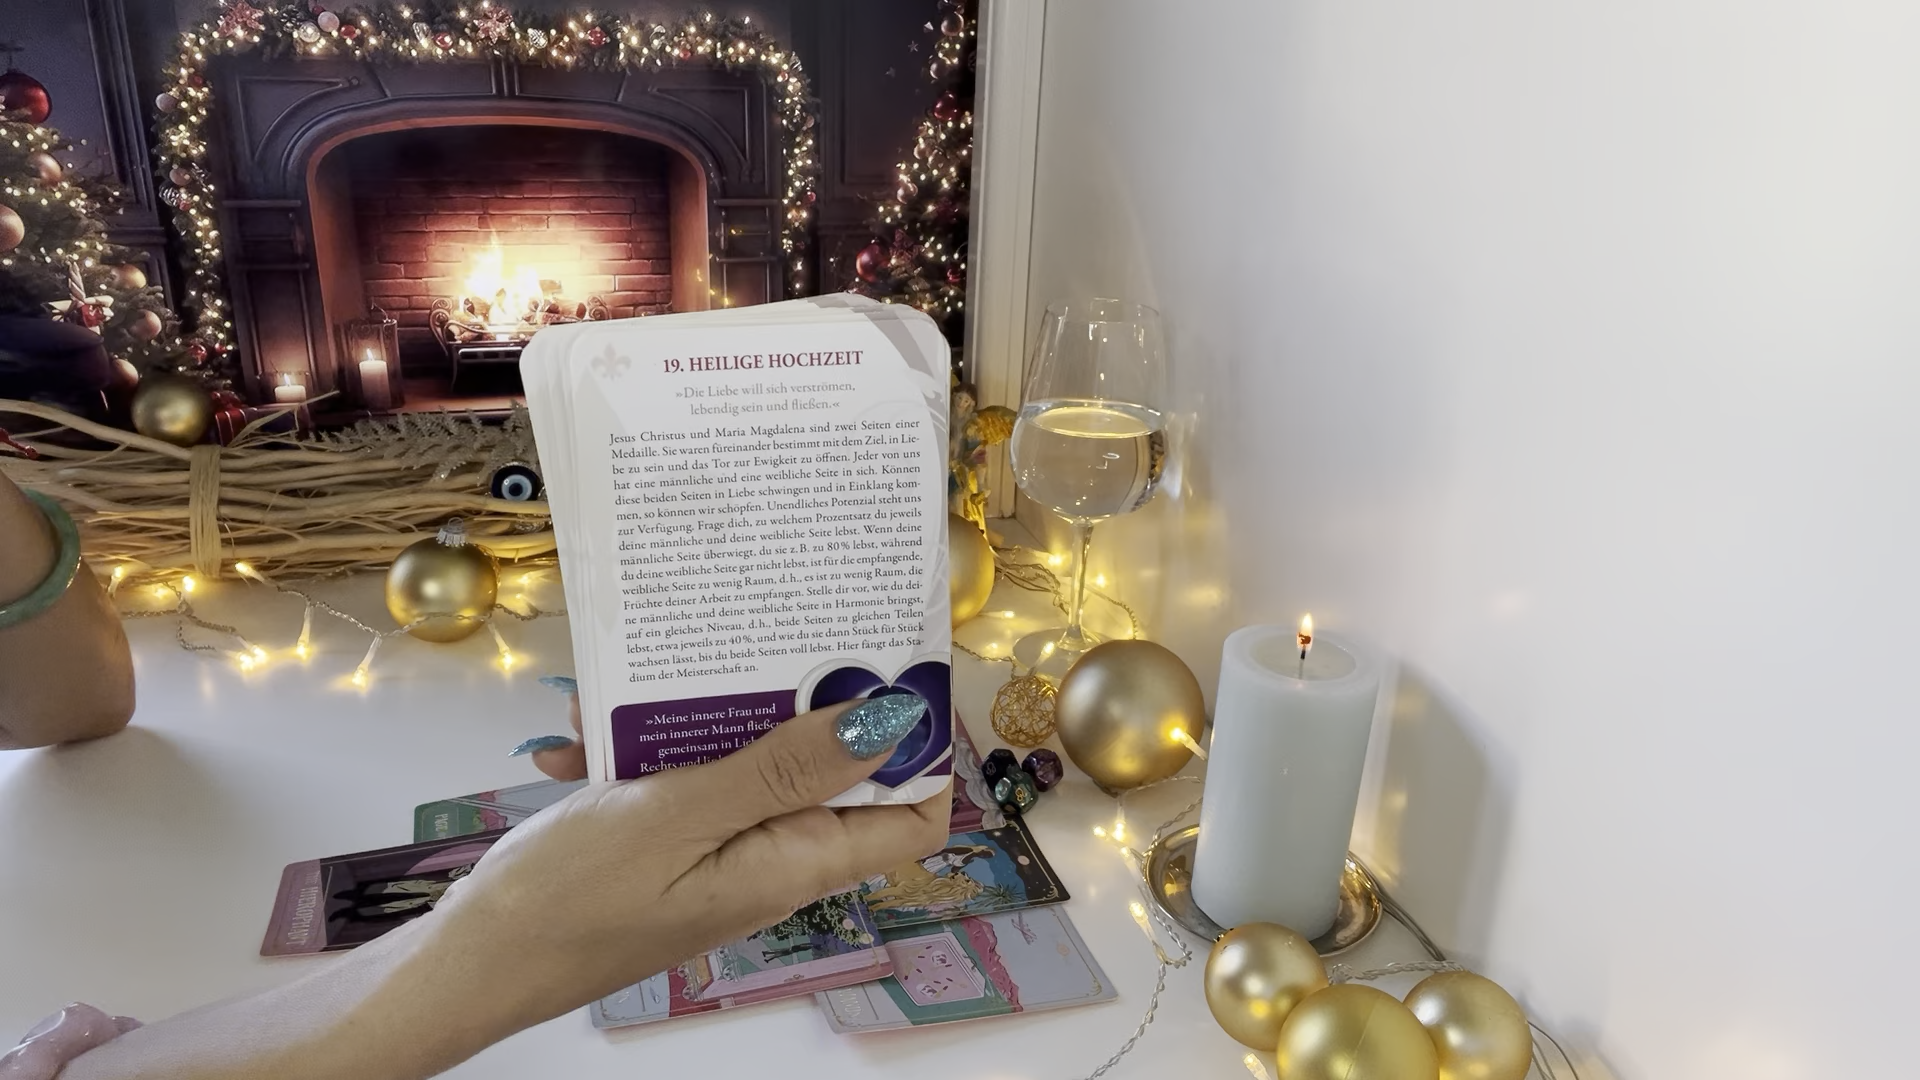 19. HEILIGE HOCHZEIT
»Die Liebe will sich verströmen,
lebendig sein und fließen.«
Jesus Christus und Maria Magdalena sind zwei Seiten einer
Medaille. Sie waren füreinander bestimmt mit dem Ziel, in Lie-
be zu sein und das Tor zur Ewigkeit zu öffnen. Jeder von uns
hat eine männliche und eine weibliche Seite in sich. Können
diese beiden Seiten in Liebe schwingen und in Einklang kom-
men, so können wir schöpfen. Unendliches Potenzial steht uns
zur Verfügung. Frage dich, zu welchem Prozentsatz du jeweils
deine männliche und deine weibliche Seite lebst. Wenn deine
männliche Seite überwiegt, du sie z. B. zu 80 % lebst, während
du deine weibliche Seite gar nicht lebst, ist für die empfangende,
weibliche Seite zu wenig Raum, d. h., es ist zu wenig Raum, die
Früchte deiner Arbeit zu empfangen. Stelle dir vor, wie du dei-
ne männliche und deine weibliche Seite in Harmonie bringst,
auf ein gleiches Niveau, d. h., beide Seiten zu gleichen Teilen
lebst, etwa jeweils zu 40 %, und wie du sie dann Stück für Stück
wachsen lässt, bis du beide Seiten voll lebst. Hier fängt das Sta-
dium der Meisterschaft an.
»Meine innere Frau und
mein innerer Mann fließen
gemeinsam in
Rechts und
THE HIEROPHANT